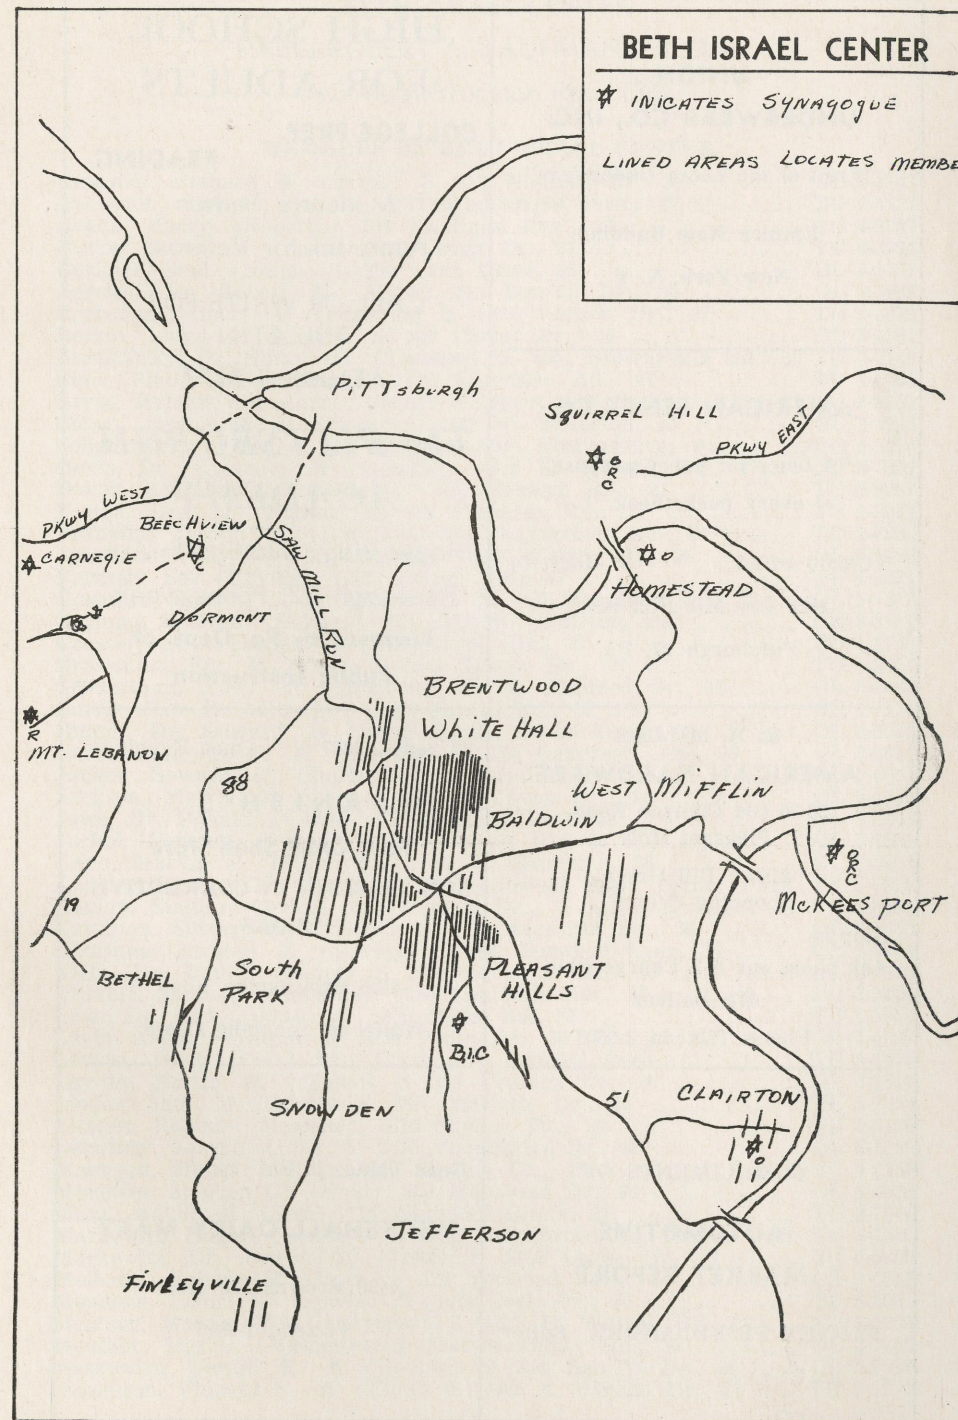 BETH ISRAEL CENTER
✡ INICATES SYNAGOGUE
LINED AREAS LOCATES MEMBE
PITTSBURGH
SQUIRREL HILL
O
R
C
PKWY EAST
PKWY WEST
BEECHVIEW
C
CARNEGIE
SAW MILL RUN
O
HOMESTEAD
DORMONT
BRENTWOOD
WHITE HALL
R
MT. LEBANON
88
WEST MIFFLIN
BALDWIN
O
R
C
McKEESPORT
19
BETHEL
SOUTH
PARK
PLEASANT
HILLS
B.I.C
51
CLAIRTON
O
SNOWDEN
JEFFERSON
FINLEYVILLE